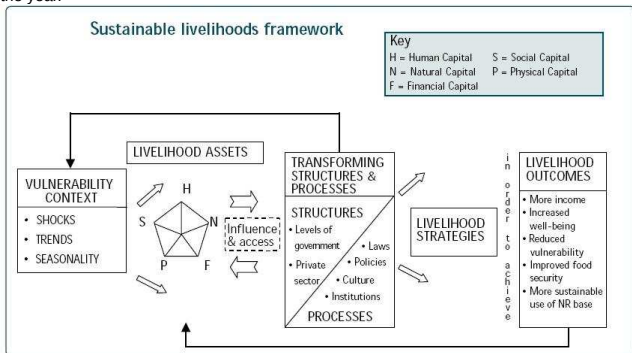 the year.
Sustainable livelihoods framework
Key
H = Human Capital S = Social Capital
N = Natural Capital P = Physical Capital
F = Financial Capital
LIVELIHOOD ASSETS
VULNERABILITY
CONTEXT
• SHOCKS
• TRENDS
• SEASONALITY
H
S
N
P
F
Influence
& access
TRANSFORMING
STRUCTURES &
PROCESSES
STRUCTURES
• Levels of
government
• Private
sector
• Laws
• Policies
• Culture
• Institutions
PROCESSES
LIVELIHOOD
STRATEGIES
in order to achieve
LIVELIHOOD
OUTCOMES
• More income
• Increased
well-being
• Reduced
vulnerability
• Improved food
security
• More sustainable
use of NR base